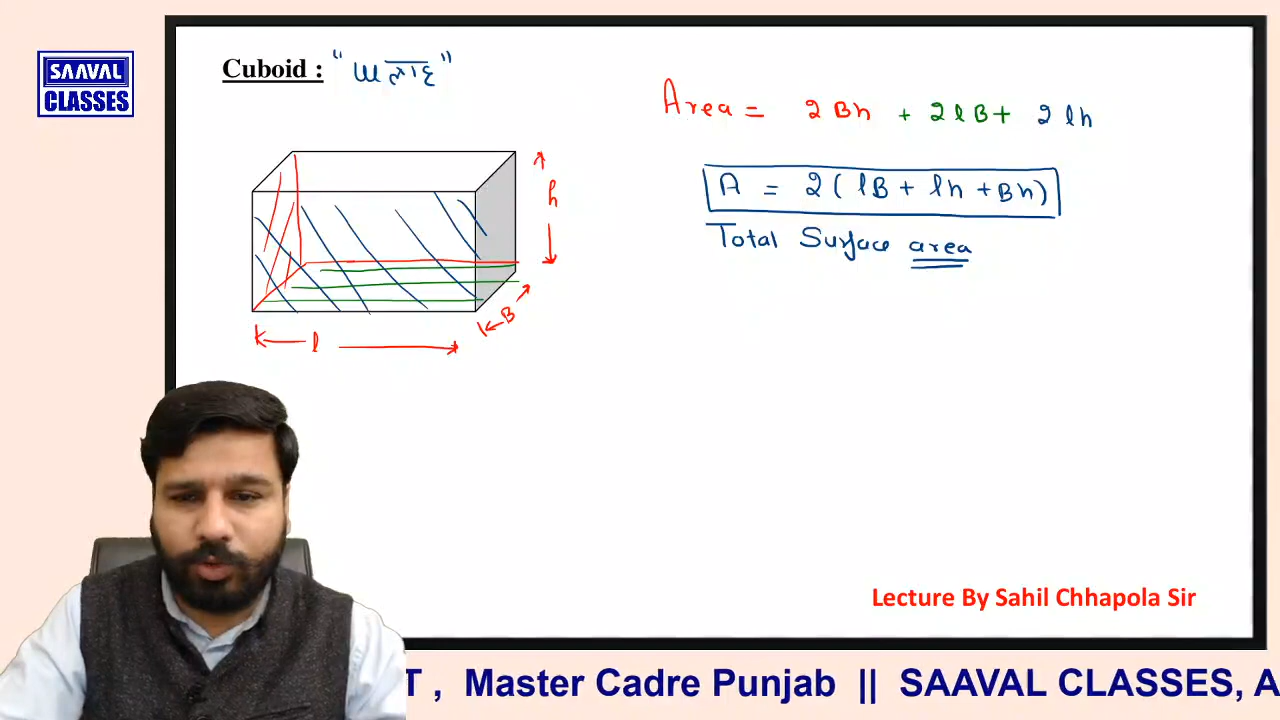 SAAVAL
CLASSES
Cuboid : "घनाव"
Area = 2Bh + 2lB + 2lh
A = 2(lB + lh + Bh)
Total Surface area
h
B
l
Lecture By Sahil Chhapola Sir
T , Master Cadre Punjab || SAAVAL CLASSES, A